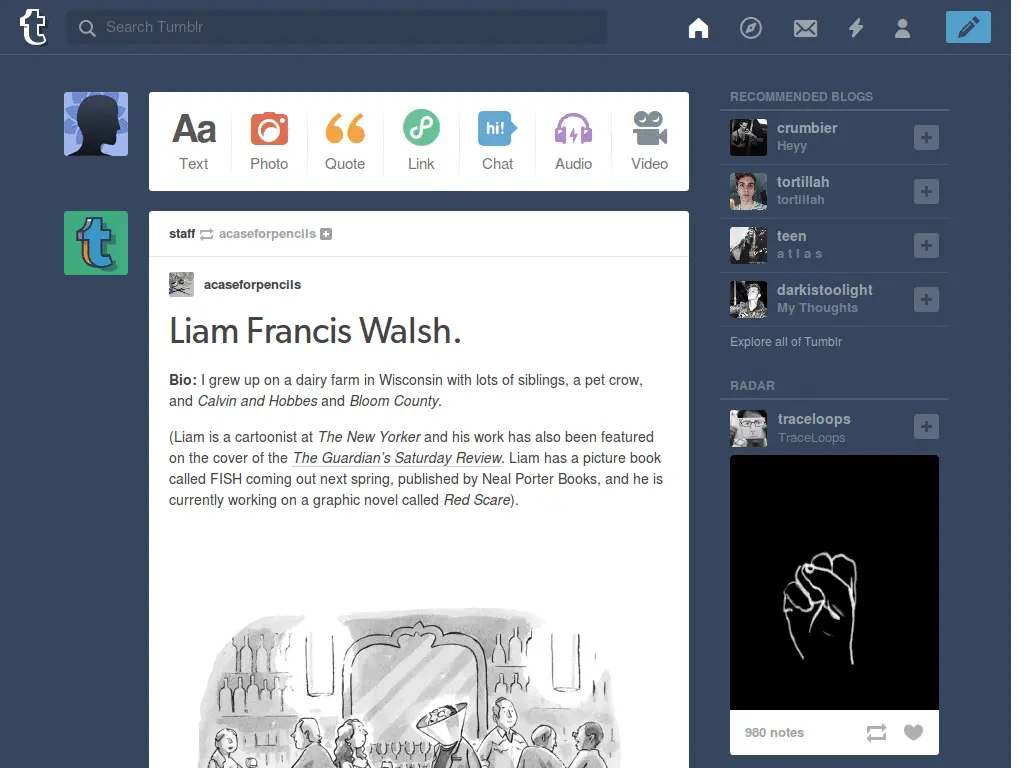 Search Tumblr
Aa
hi!
Text
Photo
Quote
Link
Chat
Audio
Video
staff acaseforpencils
acaseforpencils
Liam Francis Walsh.
Bio: I grew up on a dairy farm in Wisconsin with lots of siblings, a pet crow,
and Calvin and Hobbes and Bloom County.
(Liam is a cartoonist at The New Yorker and his work has also been featured
on the cover of the The Guardian’s Saturday Review. Liam has a picture book
called FISH coming out next spring, published by Neal Porter Books, and he is
currently working on a graphic novel called Red Scare).
RECOMMENDED BLOGS
crumbier
Heyy
tortillah
tortillah
teen
a t l a s
darkistoolight
My Thoughts
Explore all of Tumblr
RADAR
traceloops
TraceLoops
980 notes